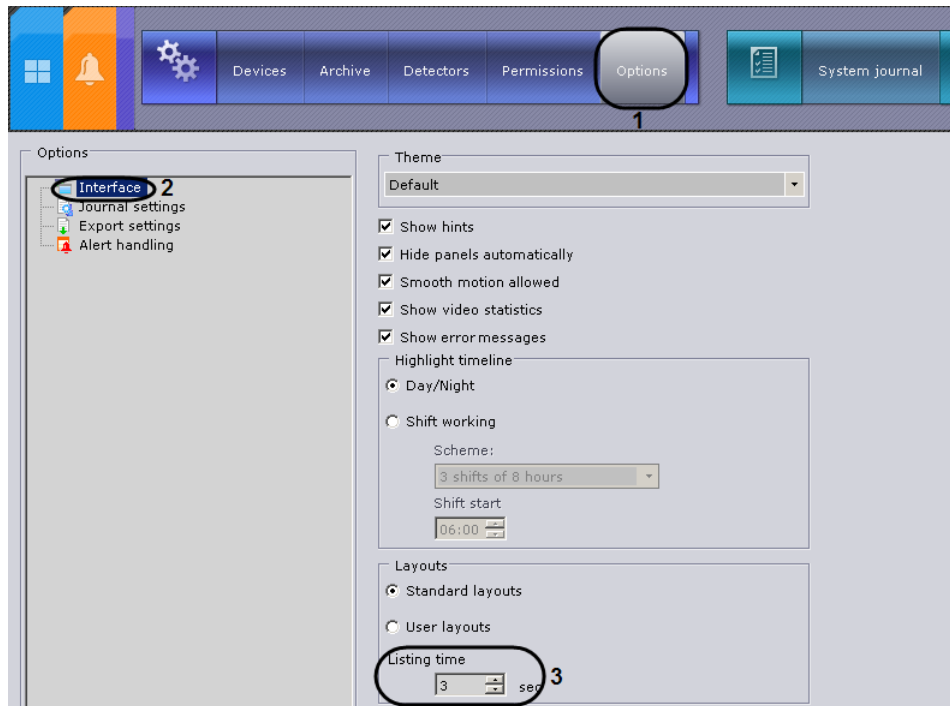 Devices Archive Detectors Permissions Options System journal
1
Options
Interface 2
Journal settings
Export settings
Alert handling
Theme
Default
Show hints
Hide panels automatically
Smooth motion allowed
Show video statistics
Show error messages
Highlight timeline
Day/Night
Shift working
Scheme:
3 shifts of 8 hours
Shift start
06:00
Layouts
Standard layouts
User layouts
Listing time
3 sec 3